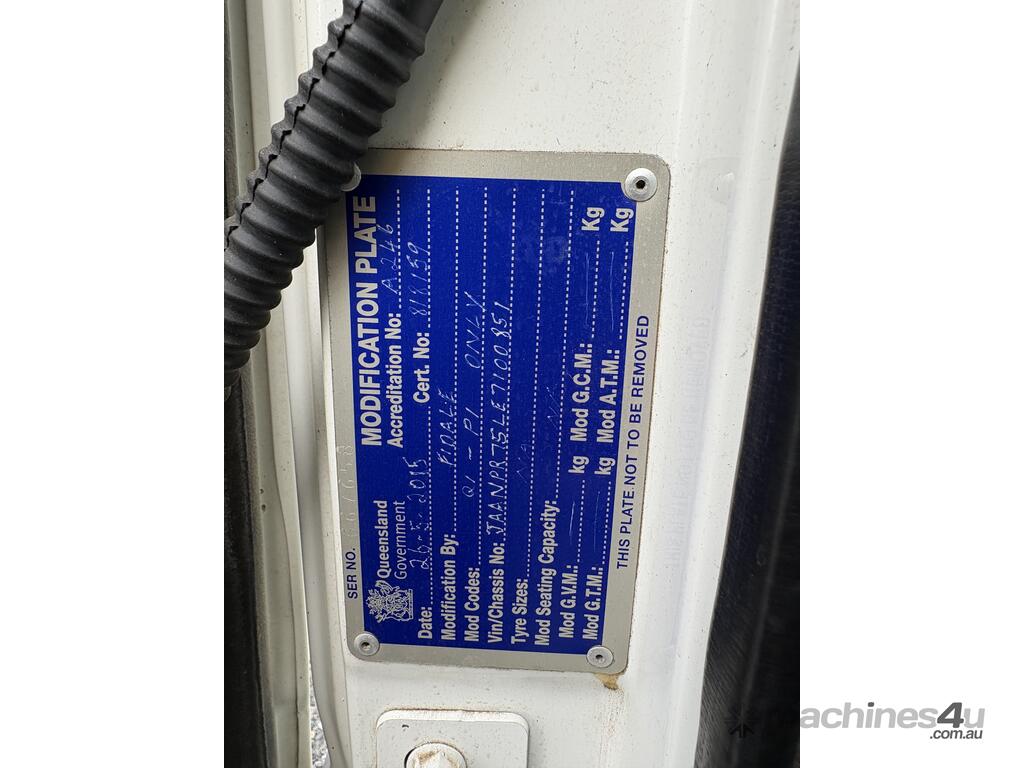 SER NO.
Queensland
Government
MODIFICATION PLATE
Accreditation No: A246
Date: 26-5-2015 Cert. No: 818159
Modification By: FIDALE
Mod Codes: Q1 - P1 ONLY
Vin/Chassis No: JAANPR75LE7100851
Tyre Sizes:
Mod Seating Capacity:
Mod G.V.M.: kg Mod G.C.M.: Kg
Mod G.T.M.: kg Mod A.T.M.: Kg
THIS PLATE NOT TO BE REMOVED
machines4u
.com.au